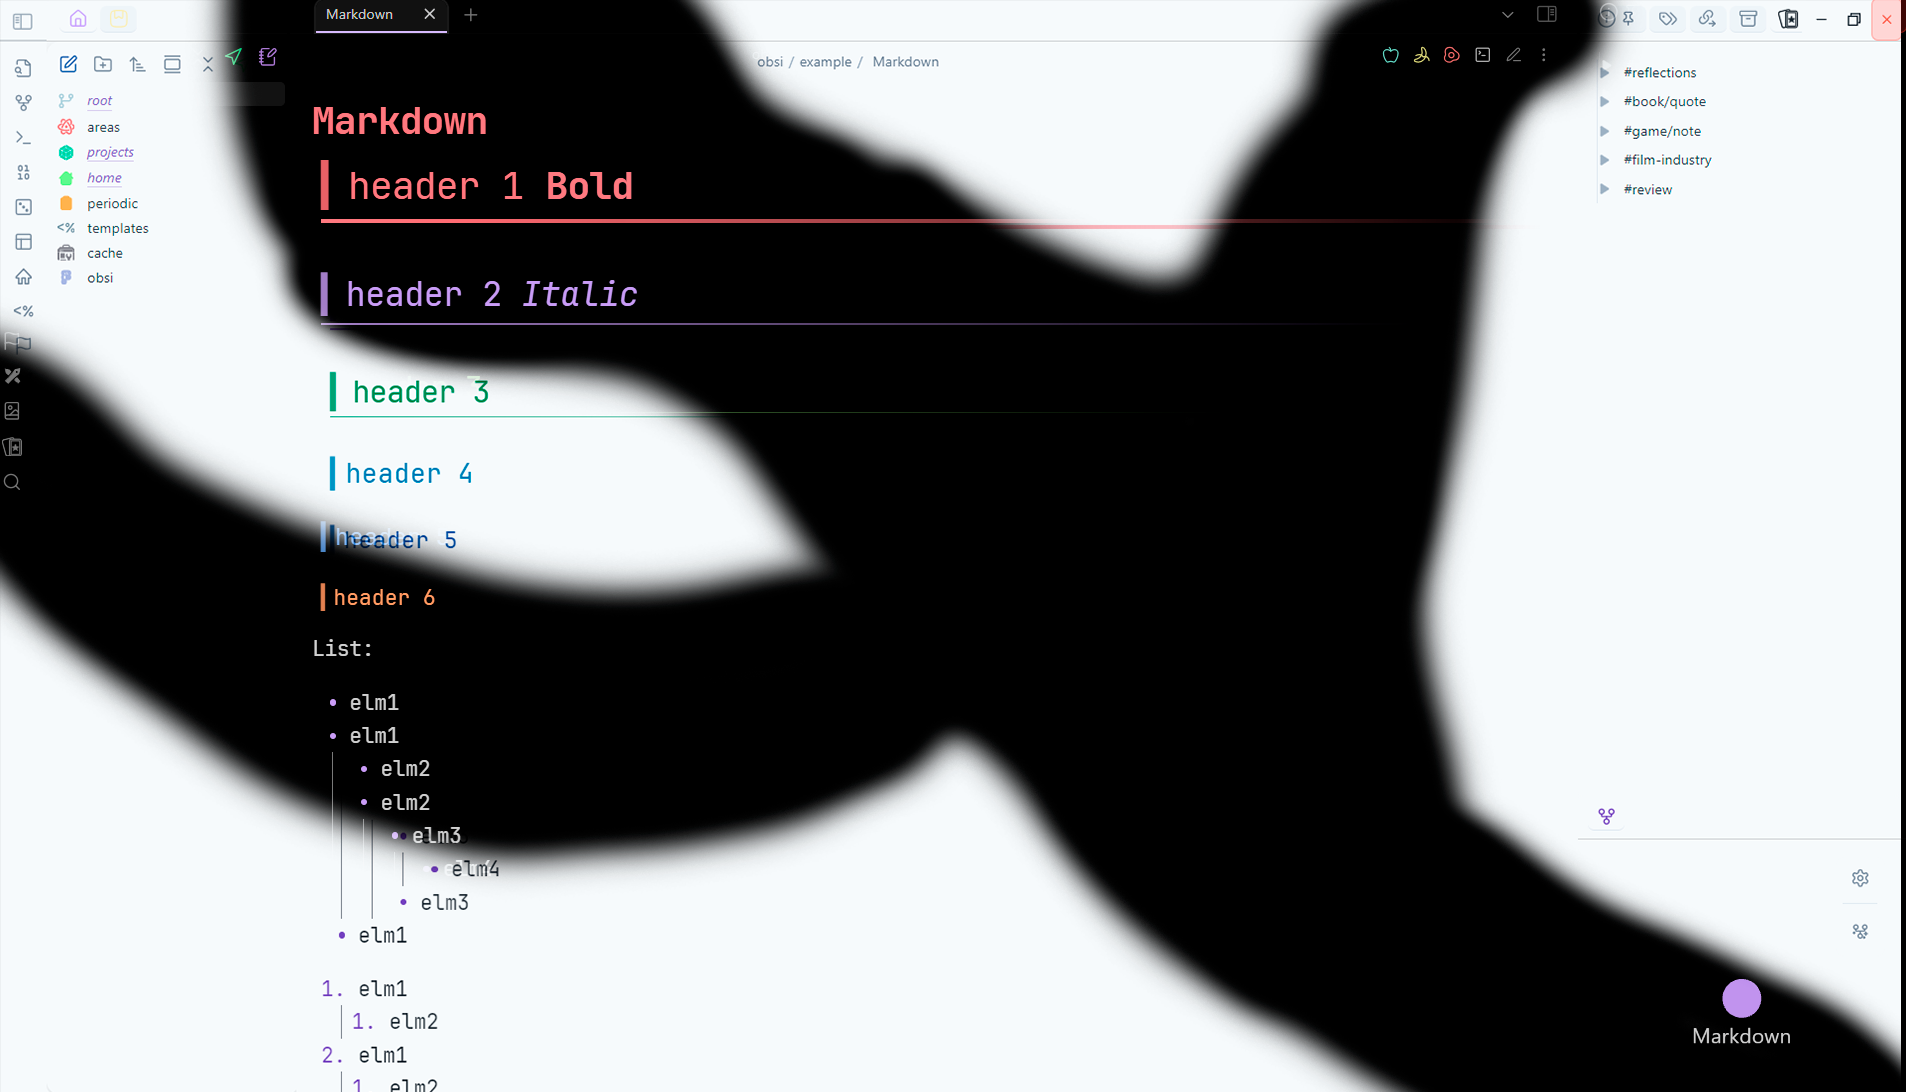 Markdown
obsi / example / Markdown
root
areas
projects
home
periodic
templates
cache
obsi
<%
<%
01
10
Markdown
header 1 Bold
header 2 Italic
header 3
header 4
header 5
header 6
List:
• elm1
• elm1
• elm2
• elm2
• elm3
• elm4
• elm3
• elm1
1. elm1
1. elm2
2. elm1
1. elm2
#reflections
#book/quote
#game/note
#film-industry
#review
Markdown